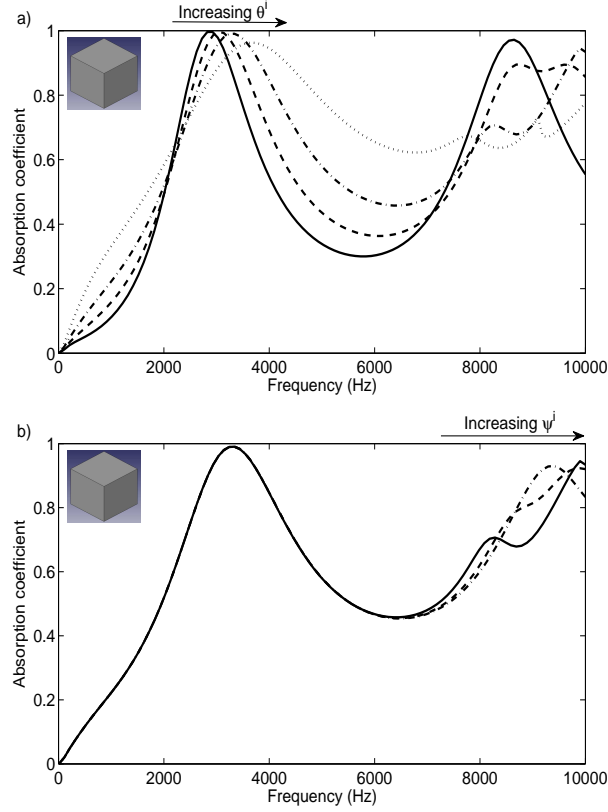 Increasing θⁱ
a)
1
0.8
0.6
0.4
0.2
0
Absorption coefficient
0 2000 4000 6000 8000 10000
Frequency (Hz)
Increasing ψⁱ
b)
1
0.8
0.6
0.4
0.2
0
Absorption coefficient
0 2000 4000 6000 8000 10000
Frequency (Hz)